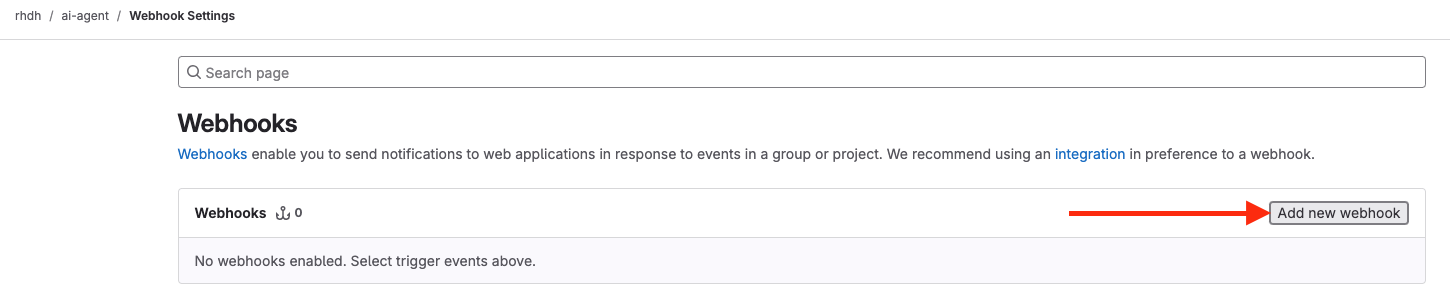 rhdh / ai-agent / Webhook Settings
Search page
Webhooks
Webhooks enable you to send notifications to web applications in response to events in a group or project. We recommend using an integration in preference to a webhook.
Webhooks 0 Add new webhook
No webhooks enabled. Select trigger events above.